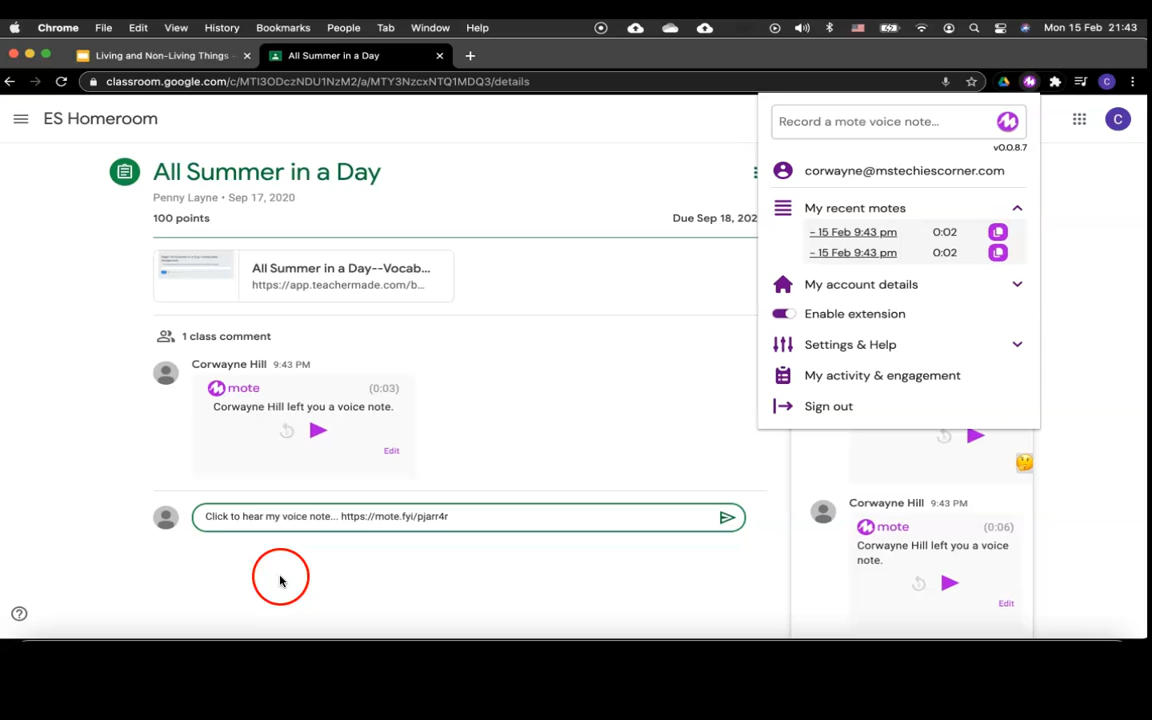 Chrome File Edit View History Bookmarks People Tab Window Help Mon 15 Feb 21:43
Living and Non-Living Things - All Summer in a Day
classroom.google.com/c/MTI3ODczNDU1NzM2/a/MTY3NzcxNTQ1MDQ3/details C
ES Homeroom
Record a mote voice note...
C
v0.0.8.7
All Summer in a Day
corwayne@mstechiescorner.com
Penny Layne • Sep 17, 2020
100 points
Due Sep 18, 202
My recent motes
- 15 Feb 9:43 pm 0:02
- 15 Feb 9:43 pm 0:02
All Summer in a Day--Vocab...
https://app.teachermade.com/b...
My account details
Enable extension
1 class comment
Settings & Help
Corwayne Hill 9:43 PM
My activity & engagement
mote (0:03)
Corwayne Hill left you a voice note.
Sign out
5
5
Edit
Corwayne Hill 9:43 PM
Click to hear my voice note... https://mote.fyi/pjarr4r
mote (0:06)
Corwayne Hill left you a voice
note.
5
Edit